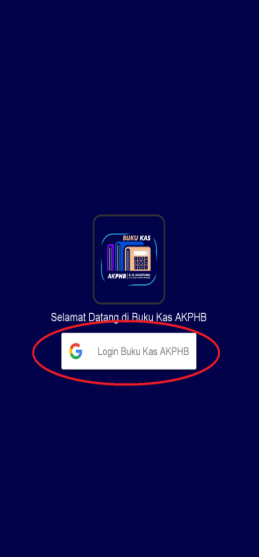 BUKU KAS
AKPHB
Selamat Datang di Buku Kas AKPHB
Login Buku Kas AKPHB